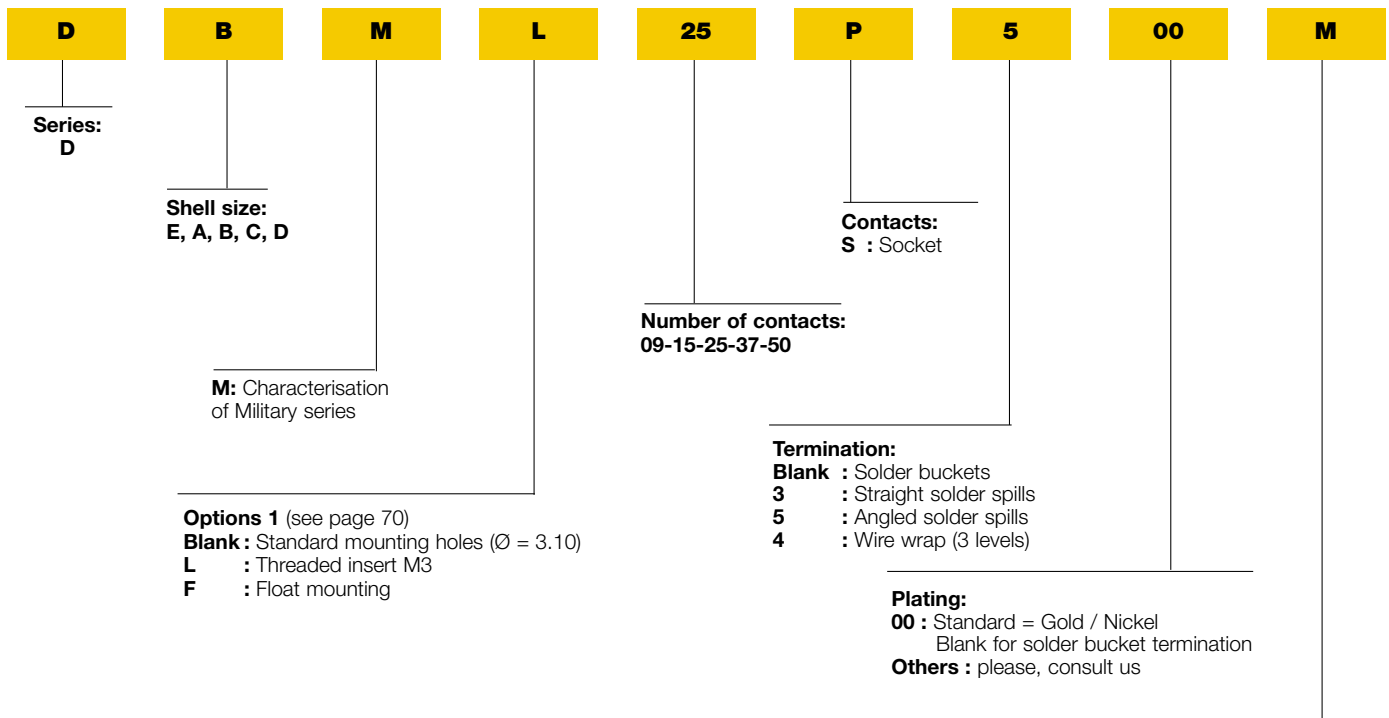 D B M L 25 P 5 00 M
Series:
D
Shell size:
E, A, B, C, D
Contacts:
S : Socket
Number of contacts:
09-15-25-37-50
M: Characterisation
of Military series
Termination:
Blank : Solder buckets
3 : Straight solder spills
5 : Angled solder spills
4 : Wire wrap (3 levels)
Options 1 (see page 70)
Blank : Standard mounting holes (Ø = 3.10)
L : Threaded insert M3
F : Float mounting
Plating:
00 : Standard = Gold / Nickel
Blank for solder bucket termination
Others : please, consult us